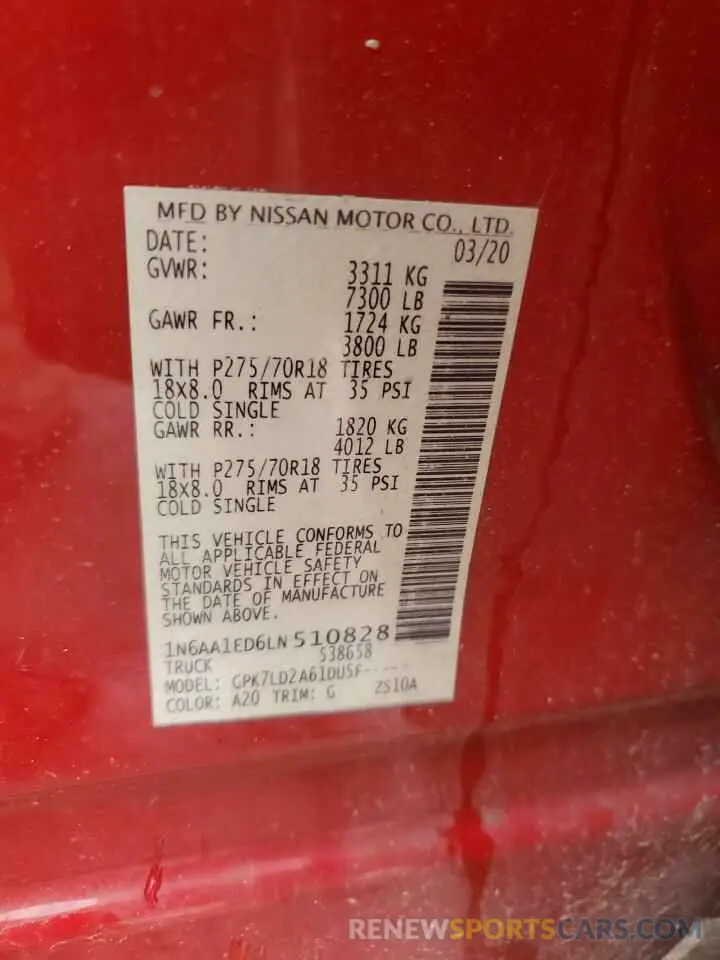 MFD BY NISSAN MOTOR CO., LTD.
DATE: 03/20
GVWR: 3311 KG
7300 LB
GAWR FR.: 1724 KG
3800 LB
WITH P275/70R18 TIRES
18X8.0 RIMS AT 35 PSI
COLD SINGLE
GAWR RR.: 1820 KG
4012 LB
WITH P275/70R18 TIRES
18X8.0 RIMS AT 35 PSI
COLD SINGLE
THIS VEHICLE CONFORMS TO
ALL APPLICABLE FEDERAL
MOTOR VEHICLE SAFETY
STANDARDS IN EFFECT ON
THE DATE OF MANUFACTURE
SHOWN ABOVE.
1N6AA1ED6LN510828
TRUCK 538658
MODEL: CPK7LD2A61DUSF-----
COLOR: A20 TRIM: G ZS10A
RENEWSPORTSCARS.COM